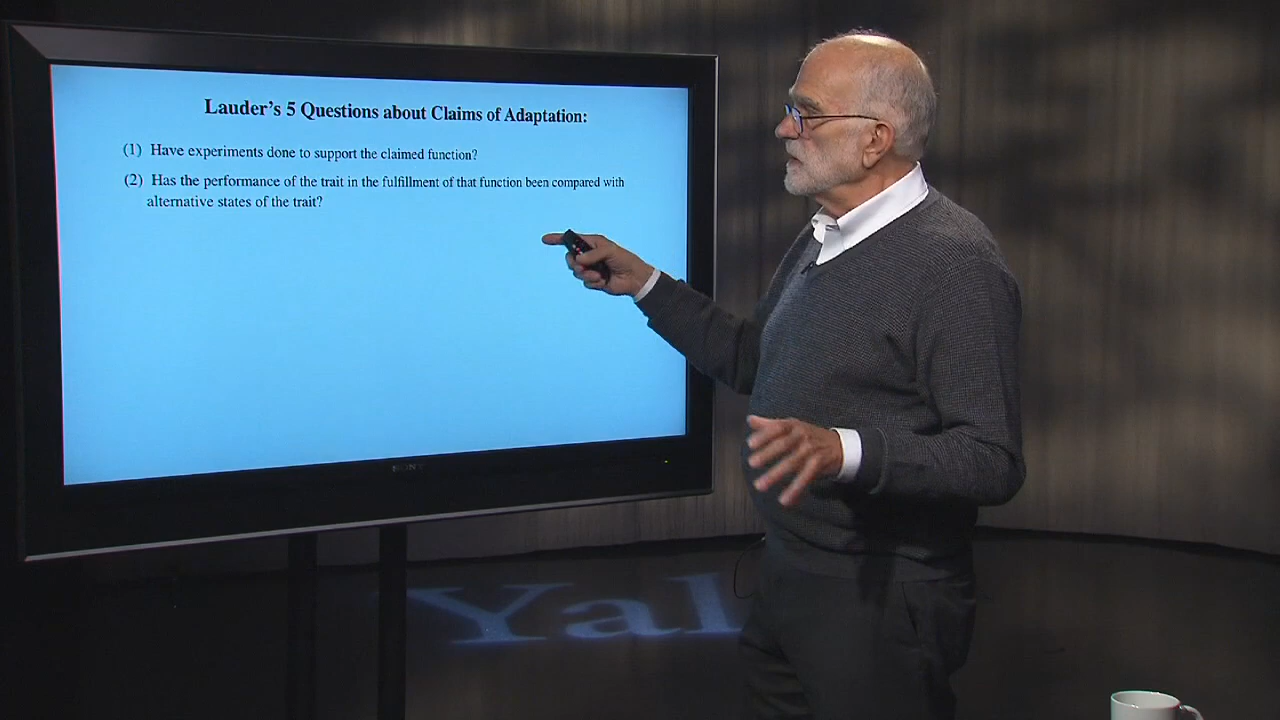 Lauder's 5 Questions about Claims of Adaptation:
(1) Have experiments done to support the claimed function?
(2) Has the performance of the trait in the fulfillment of that function been compared with
alternative states of the trait?
SONY
Yal